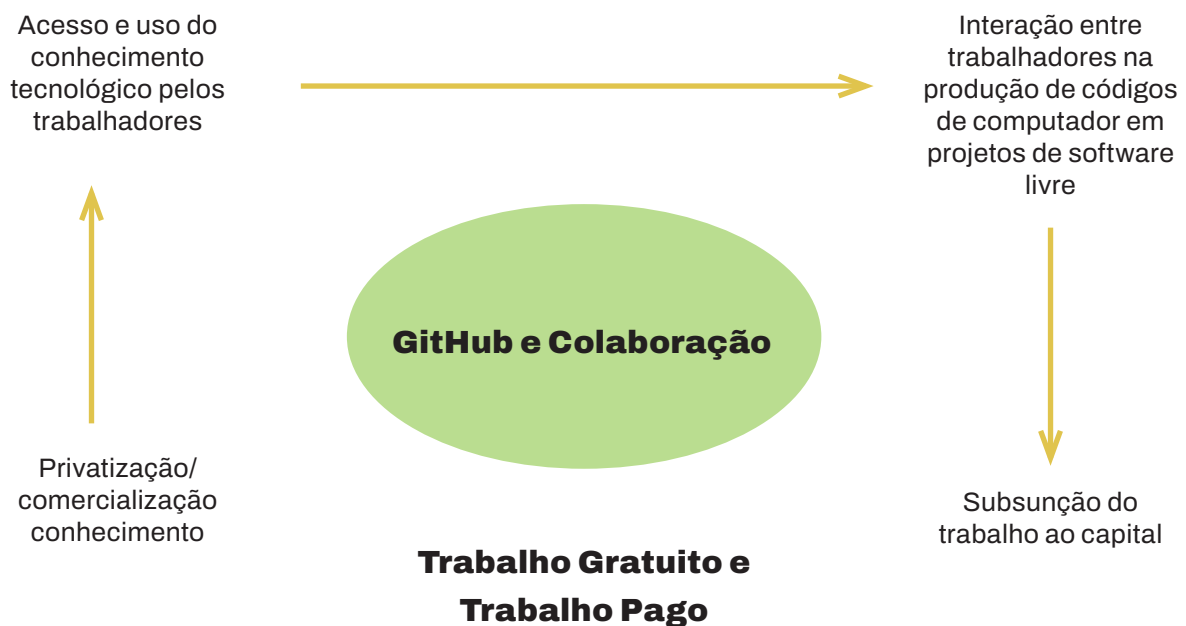 Acesso e uso do
conhecimento
tecnológico pelos
trabalhadores
Interação entre
trabalhadores na
produção de códigos
de computador em
projetos de software
livre
GitHub e Colaboração
Privatização/
comercialização
conhecimento
Subsunção do
trabalho ao capital
Trabalho Gratuito e
Trabalho Pago